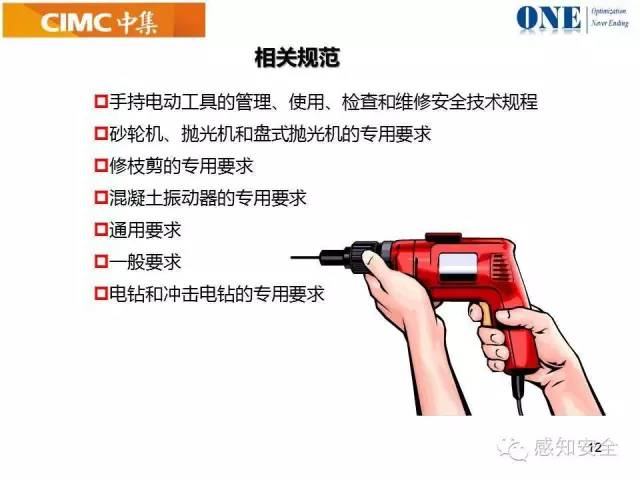 CIMC 中集
ONE Optimization
Never Ending
相关规范
手持电动工具的管理、使用、检查和维修安全技术规程
砂轮机、抛光机和盘式抛光机的专用要求
修枝剪的专用要求
混凝土振动器的专用要求
通用要求
一般要求
电钻和冲击电钻的专用要求
感知安全
12